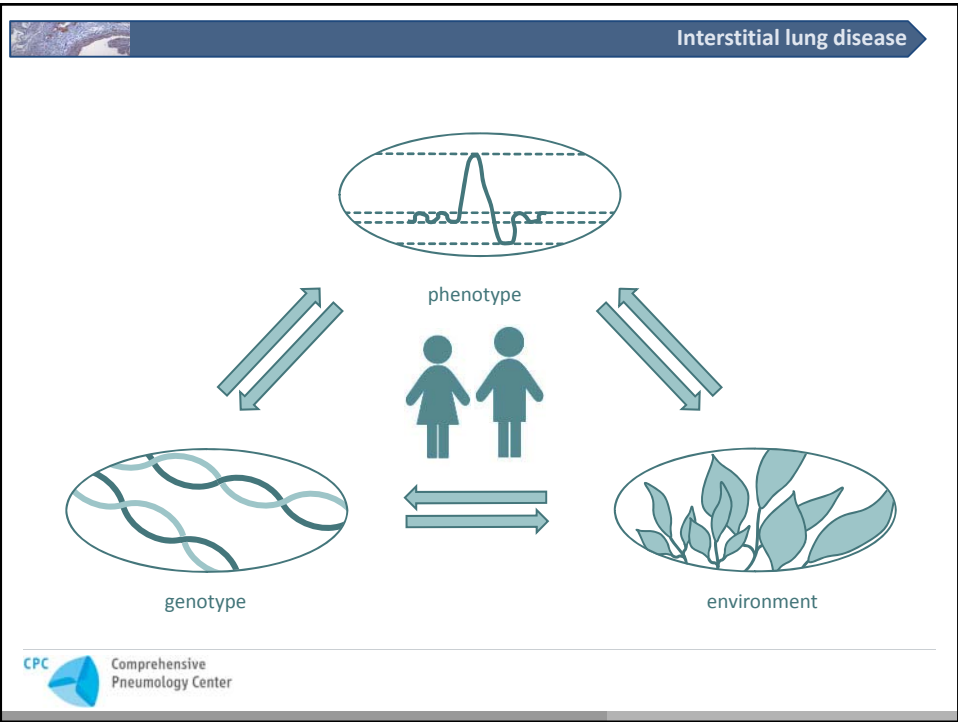 Interstitial lung disease
phenotype
genotype
environment
CPC
Comprehensive
Pneumology Center